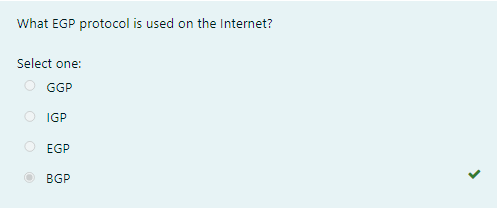 What EGP protocol is used on the Internet?
Select one:
GGP
IGP
EGP
BGP